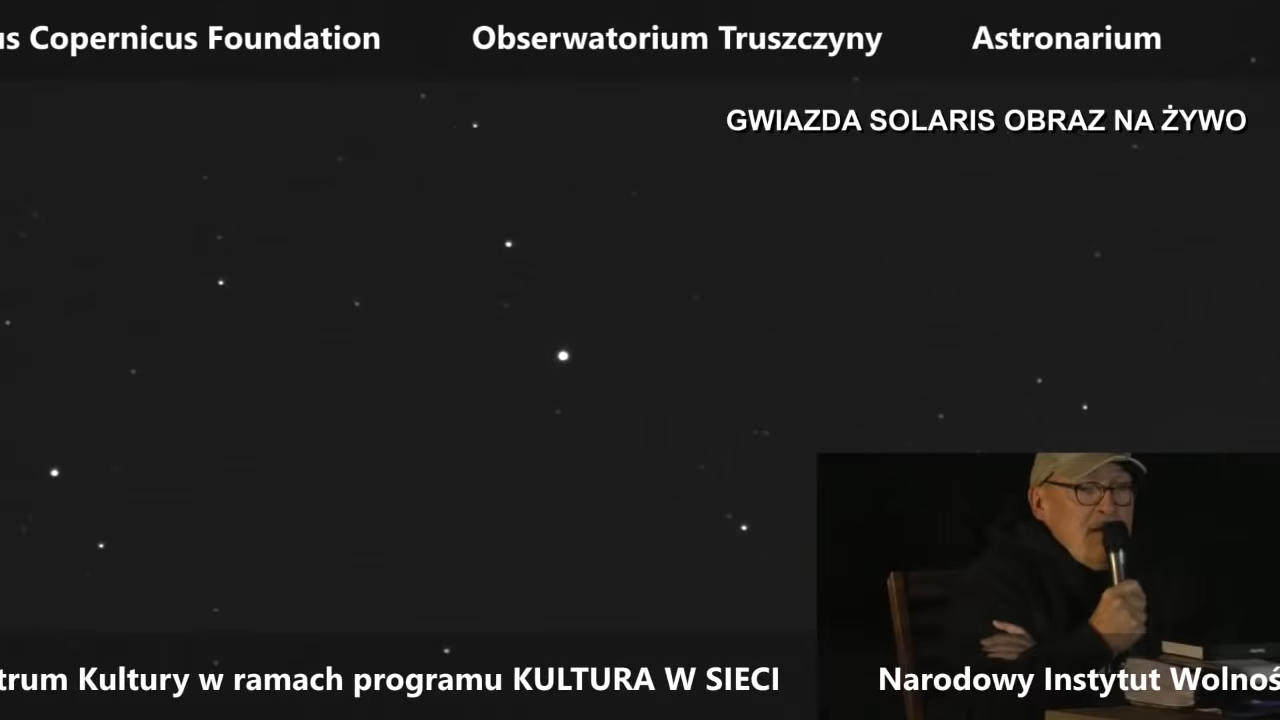 us Copernicus Foundation Obserwatorium Truszczyny Astronarium
GWIAZDA SOLARIS OBRAZ NA ŻYWO
trum Kultury w ramach programu KULTURA W SIECI Narodowy Instytut Wolnoś